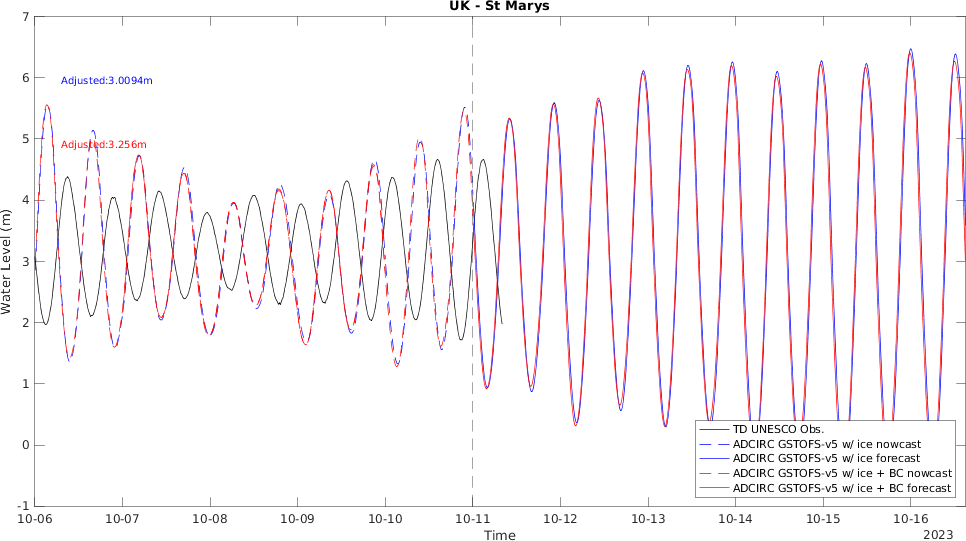 UK - St Marys
7
6
5
4
3
2
1
0
-1
Water Level (m)
Adjusted:3.0094m
Adjusted:3.256m
TD UNESCO Obs.
ADCIRC GSTOFS-v5 w/ ice nowcast
ADCIRC GSTOFS-v5 w/ ice forecast
ADCIRC GSTOFS-v5 w/ ice + BC nowcast
ADCIRC GSTOFS-v5 w/ ice + BC forecast
10-06 10-07 10-08 10-09 10-10 10-11 10-12 10-13 10-14 10-15 10-16
Time
2023